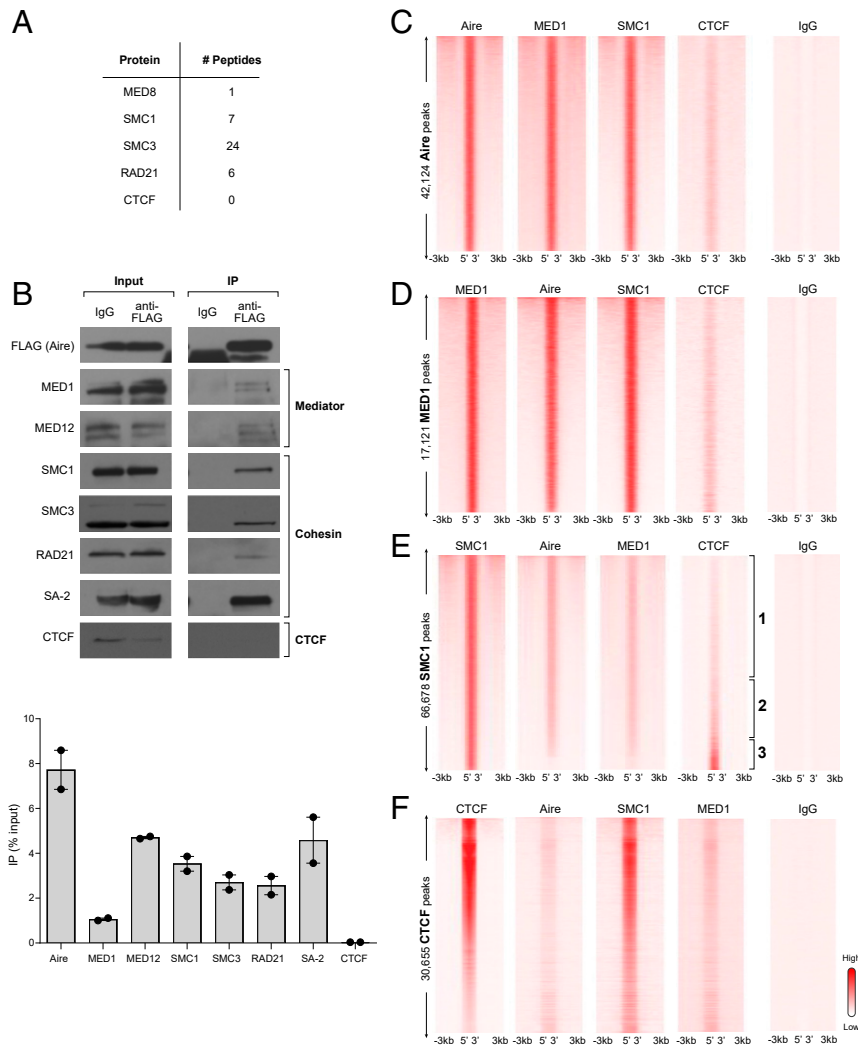 A
Protein # Peptides
MED8 1
SMC1 7
SMC3 24
RAD21 6
CTCF 0
B
Input IP
IgG anti-FLAG IgG anti-FLAG
FLAG (Aire)
MED1
MED12
Mediator
SMC1
SMC3
RAD21
SA-2
Cohesin
CTCF
CTCF
IP (% input)
10
8
6
4
2
0
Aire MED1 MED12 SMC1 SMC3 RAD21 SA-2 CTCF
C
Aire MED1 SMC1 CTCF IgG
42,124 Aire peaks
-3kb 5' 3' 3kb -3kb 5' 3' 3kb -3kb 5' 3' 3kb -3kb 5' 3' 3kb -3kb 5' 3' 3kb
D
MED1 Aire SMC1 CTCF IgG
17,121 MED1 peaks
-3kb 5' 3' 3kb -3kb 5' 3' 3kb -3kb 5' 3' 3kb -3kb 5' 3' 3kb -3kb 5' 3' 3kb
E
SMC1 Aire MED1 CTCF IgG
66,678 SMC1 peaks
1
2
3
-3kb 5' 3' 3kb -3kb 5' 3' 3kb -3kb 5' 3' 3kb -3kb 5' 3' 3kb -3kb 5' 3' 3kb
F
CTCF Aire SMC1 MED1 IgG
30,655 CTCF peaks
-3kb 5' 3' 3kb -3kb 5' 3' 3kb -3kb 5' 3' 3kb -3kb 5' 3' 3kb -3kb 5' 3' 3kb
High
Low